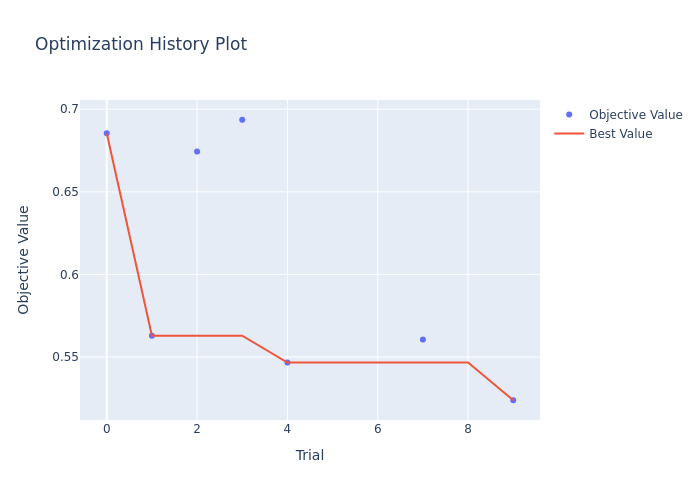 Optimization History Plot
Objective Value
Best Value
0.7
0.65
0.6
0.55
Objective Value
0
2
4
6
8
Trial